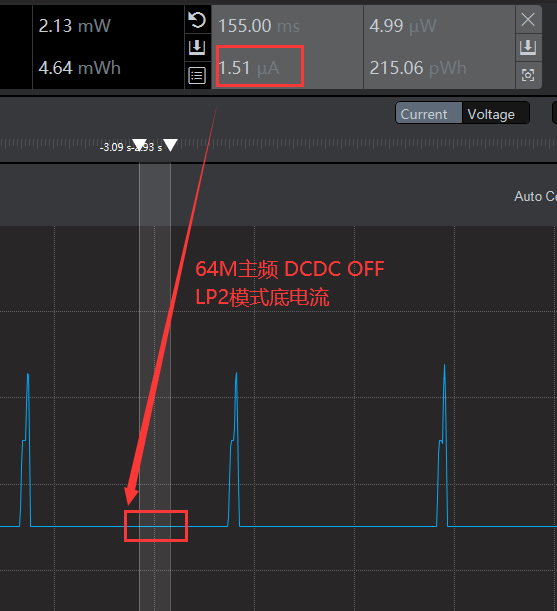 2.13 mW
155.00 ms
4.99 μW
4.64 mWh
1.51 μA
215.06 pWh
Current
Voltage
-3.09 s
-2.93 s
64M主频 DCDC OFF
LP2模式底电流